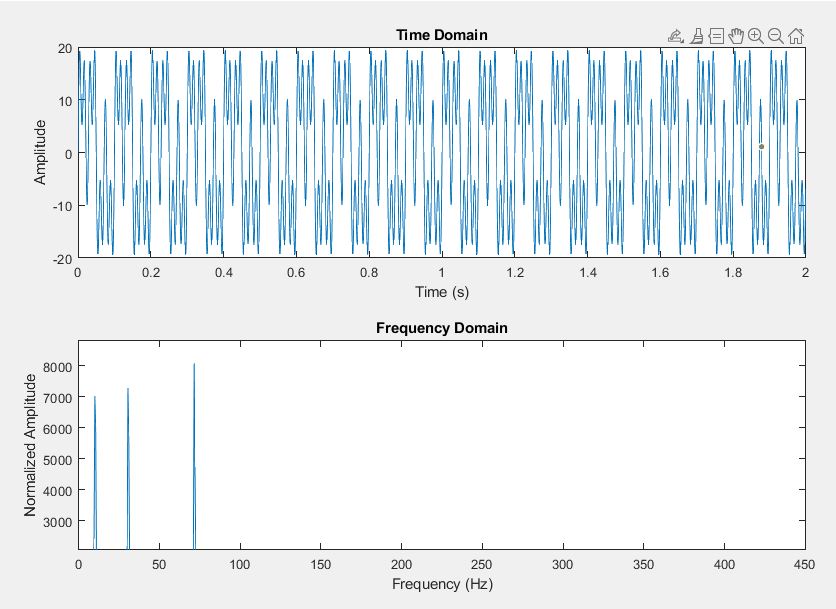 Time Domain
20
10
0
-10
-20
Amplitude
0 0.2 0.4 0.6 0.8 1 1.2 1.4 1.6 1.8 2
Time (s)
Frequency Domain
8000
7000
6000
5000
4000
3000
Normalized Amplitude
0 50 100 150 200 250 300 350 400 450
Frequency (Hz)